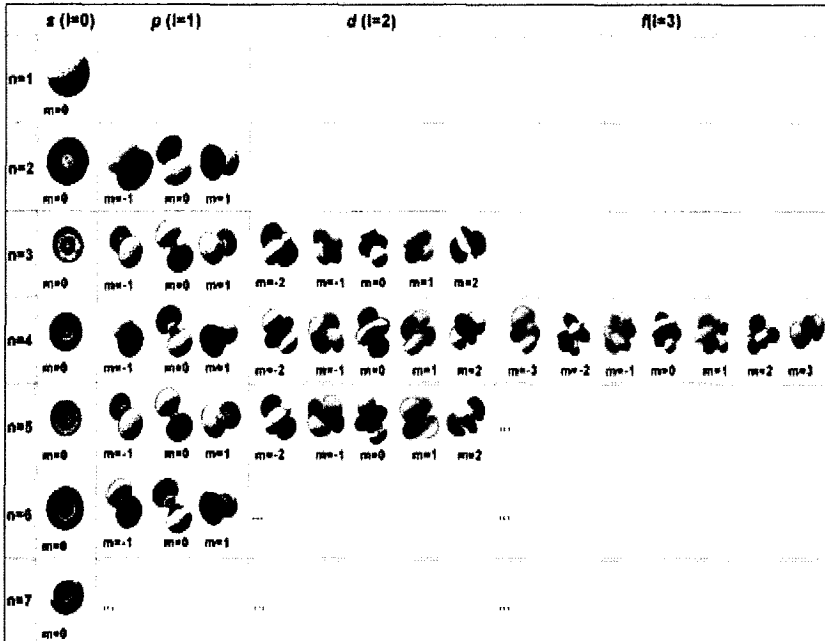 s (l=0) p (l=1) d (l=2) f(l=3)
n=1
m=0
n=2
m=0 m=-1 m=0 m=1
n=3
m=0 m=-1 m=0 m=1 m=-2 m=-1 m=0 m=1 m=2
n=4
m=0 m=-1 m=0 m=1 m=-2 m=-1 m=0 m=1 m=2 m=-3 m=-2 m=-1 m=0 m=1 m=2 m=3
n=5 ...
m=0 m=-1 m=0 m=1 m=-2 m=-1 m=0 m=1 m=2
n=6 ... ...
m=0 m=-1 m=0 m=1
n=7 ... ... ...
m=0